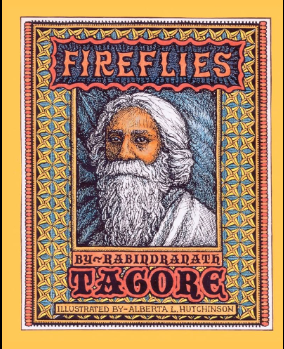 FIREFLIES
BY~RABINDRANATH
TAGORE
ILLUSTRATED BY~ALBERTA L. HUTCHINSON